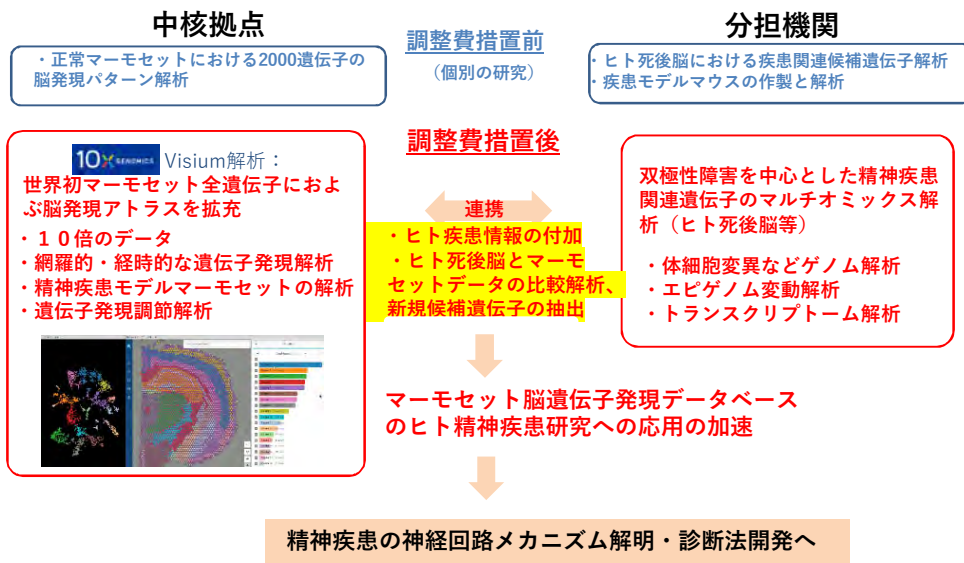 中核拠点
調整費措置前
（個別の研究）
分担機関
・正常マーモセットにおける2000遺伝子の
脳発現パターン解析
・ヒト死後脳における疾患関連候補遺伝子解析
・疾患モデルマウスの作製と解析
調整費措置後
10X GENOMICS Visium解析：
世界初マーモセット全遺伝子におよ
ぶ脳発現アトラスを拡充
・１０倍のデータ
・網羅的・経時的な遺伝子発現解析
・精神疾患モデルマーモセットの解析
・遺伝子発現調節解析
連携
・ヒト疾患情報の付加
・ヒト死後脳とマーモ
セットデータの比較解析、
新規候補遺伝子の抽出
双極性障害を中心とした精神疾患
関連遺伝子のマルチオミックス解
析（ヒト死後脳等）
・体細胞変異などゲノム解析
・エピゲノム変動解析
・トランスクリプトーム解析
マーモセット脳遺伝子発現データベース
のヒト精神疾患研究への応用の加速
精神疾患の神経回路メカニズム解明・診断法開発へ